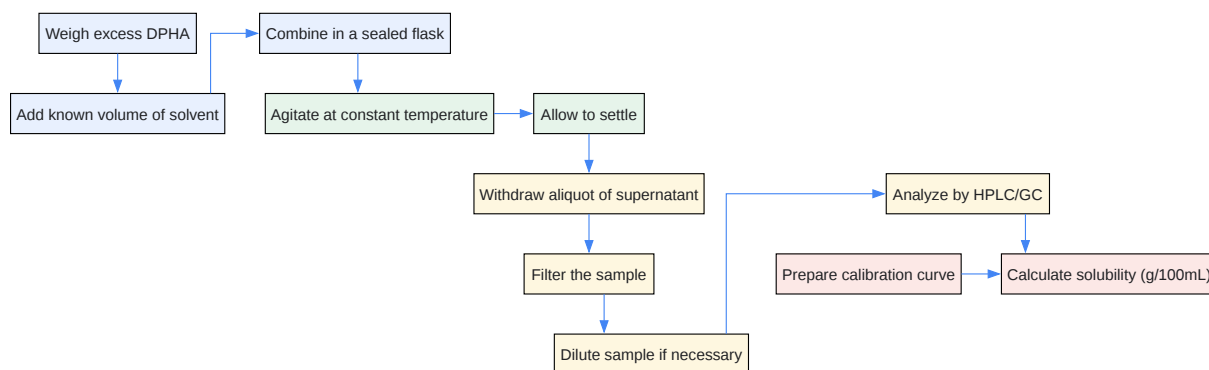 Weigh excess DPHA
Combine in a sealed flask
Add known volume of solvent
Agitate at constant temperature
Allow to settle
Withdraw aliquot of supernatant
Analyze by HPLC/GC
Filter the sample
Prepare calibration curve
Calculate solubility (g/100mL)
Dilute sample if necessary